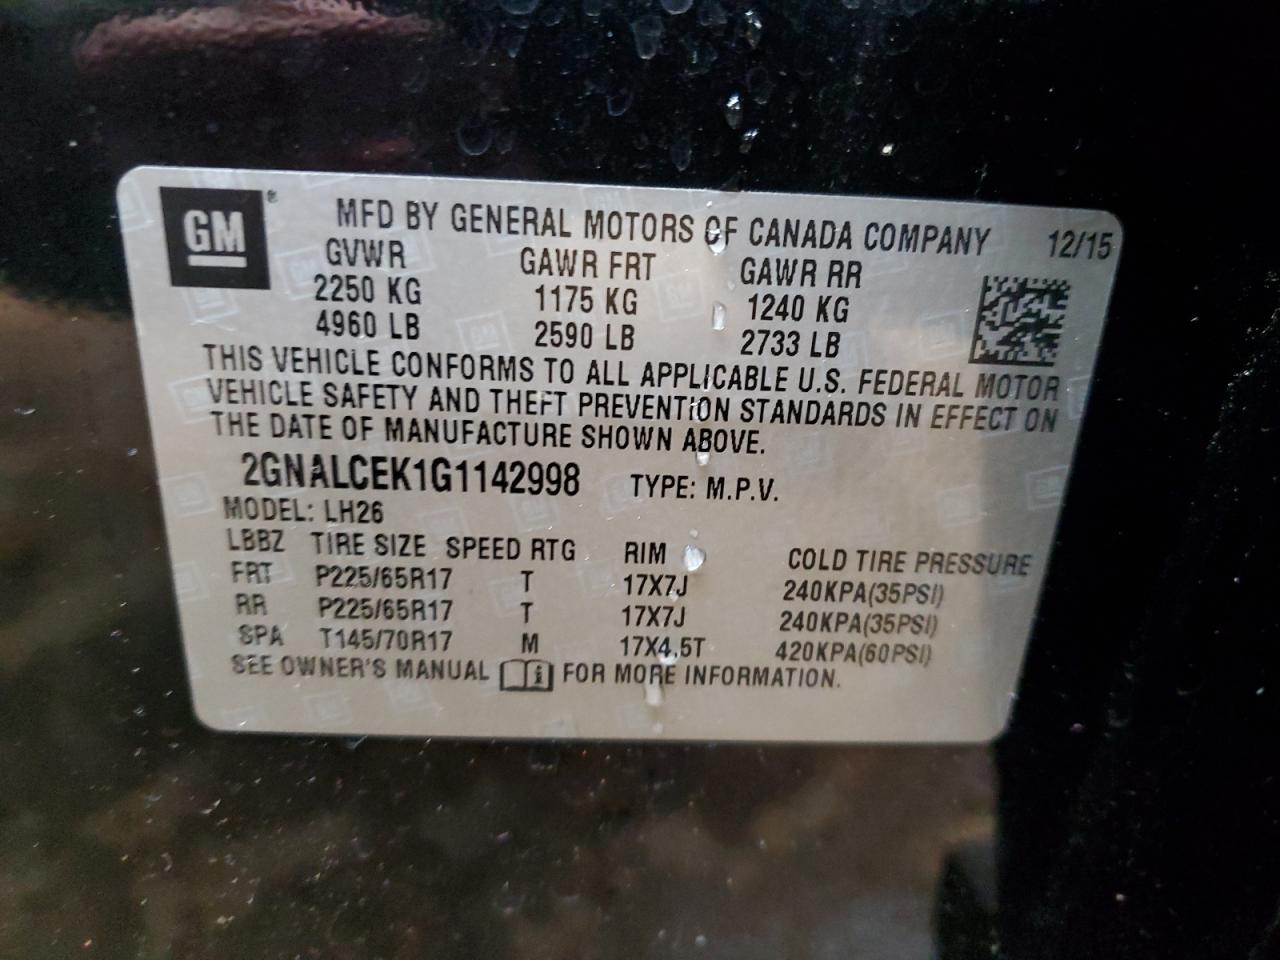 GM ® MFD BY GENERAL MOTORS OF CANADA COMPANY 12/15
GVWR GAWR FRT GAWR RR
2250 KG 1175 KG 1240 KG
4960 LB 2590 LB 2733 LB
THIS VEHICLE CONFORMS TO ALL APPLICABLE U.S. FEDERAL MOTOR
VEHICLE SAFETY AND THEFT PREVENTION STANDARDS IN EFFECT ON
THE DATE OF MANUFACTURE SHOWN ABOVE.
2GNALCEK1G1142998 TYPE: M.P.V.
MODEL: LH26
LBBZ TIRE SIZE SPEED RTG RIM COLD TIRE PRESSURE
FRT P225/65R17 T 17X7J 240KPA(35PSI)
RR P225/65R17 T 17X7J 240KPA(35PSI)
SPA T145/70R17 M 17X4.5T 420KPA(60PSI)
SEE OWNER'S MANUAL FOR MORE INFORMATION.